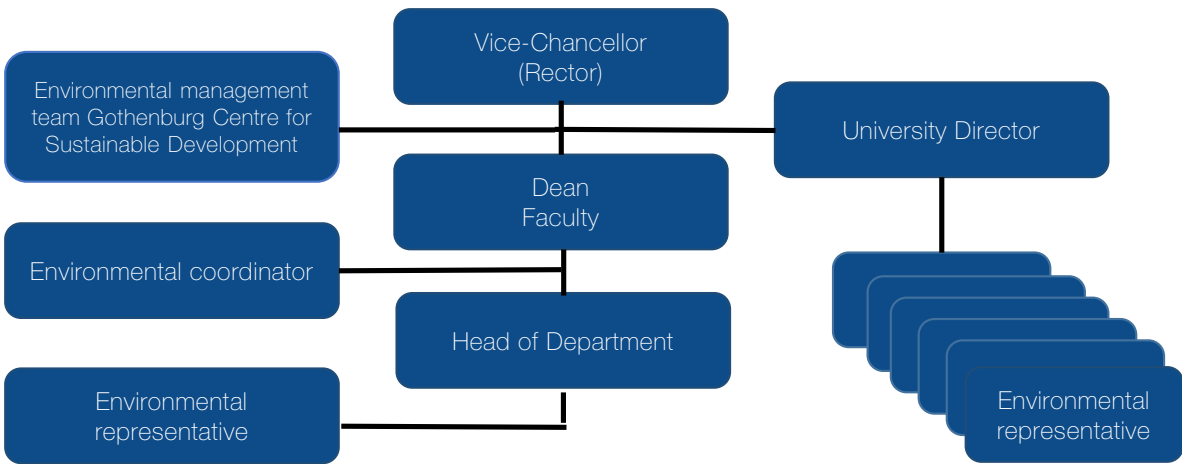 Vice-Chancellor
(Rector)
Environmental management
team Gothenburg Centre for
Sustainable Development
University Director
Dean
Faculty
Environmental coordinator
Head of Department
Environmental
representative
Environmental
representative